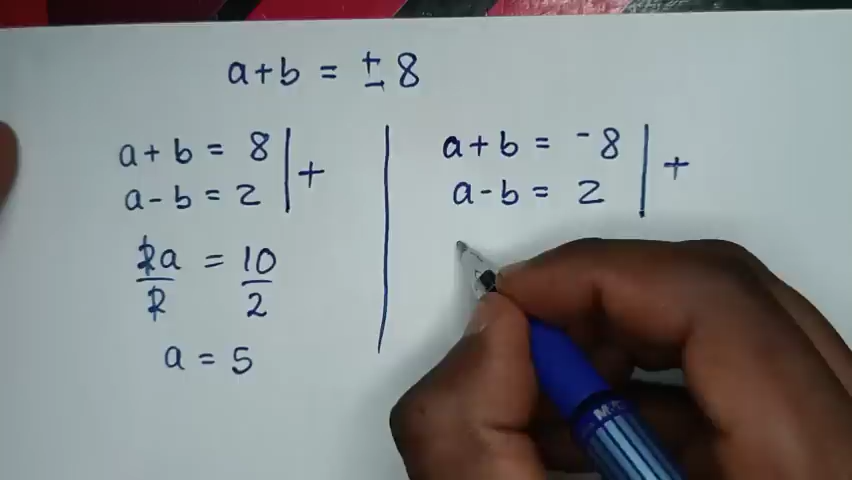 a+b = ± 8
a+b = 8 | +
a-b = 2
2a/2 = 10/2
a = 5
a+b = -8 | +
a-b = 2